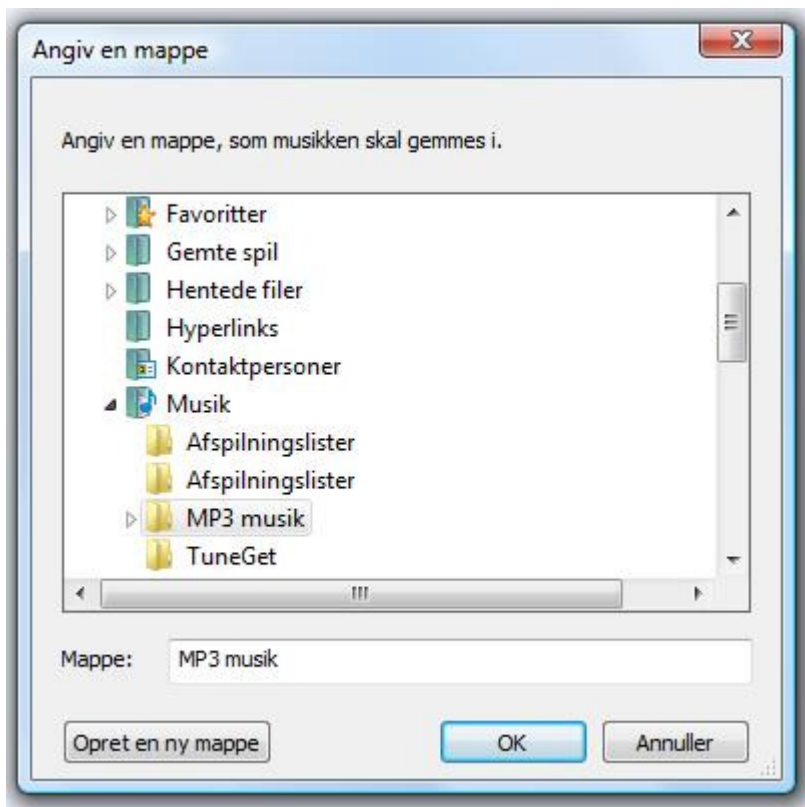 Angiv en mappe
Angiv en mappe, som musikken skal gemmes i.
Favoritter
Gemte spil
Hentede filer
Hyperlinks
Kontaktpersoner
Musik
Afspilningslister
Afspilningslister
MP3 musik
TuneGet
Mappe: MP3 musik
Opret en ny mappe OK Annuller